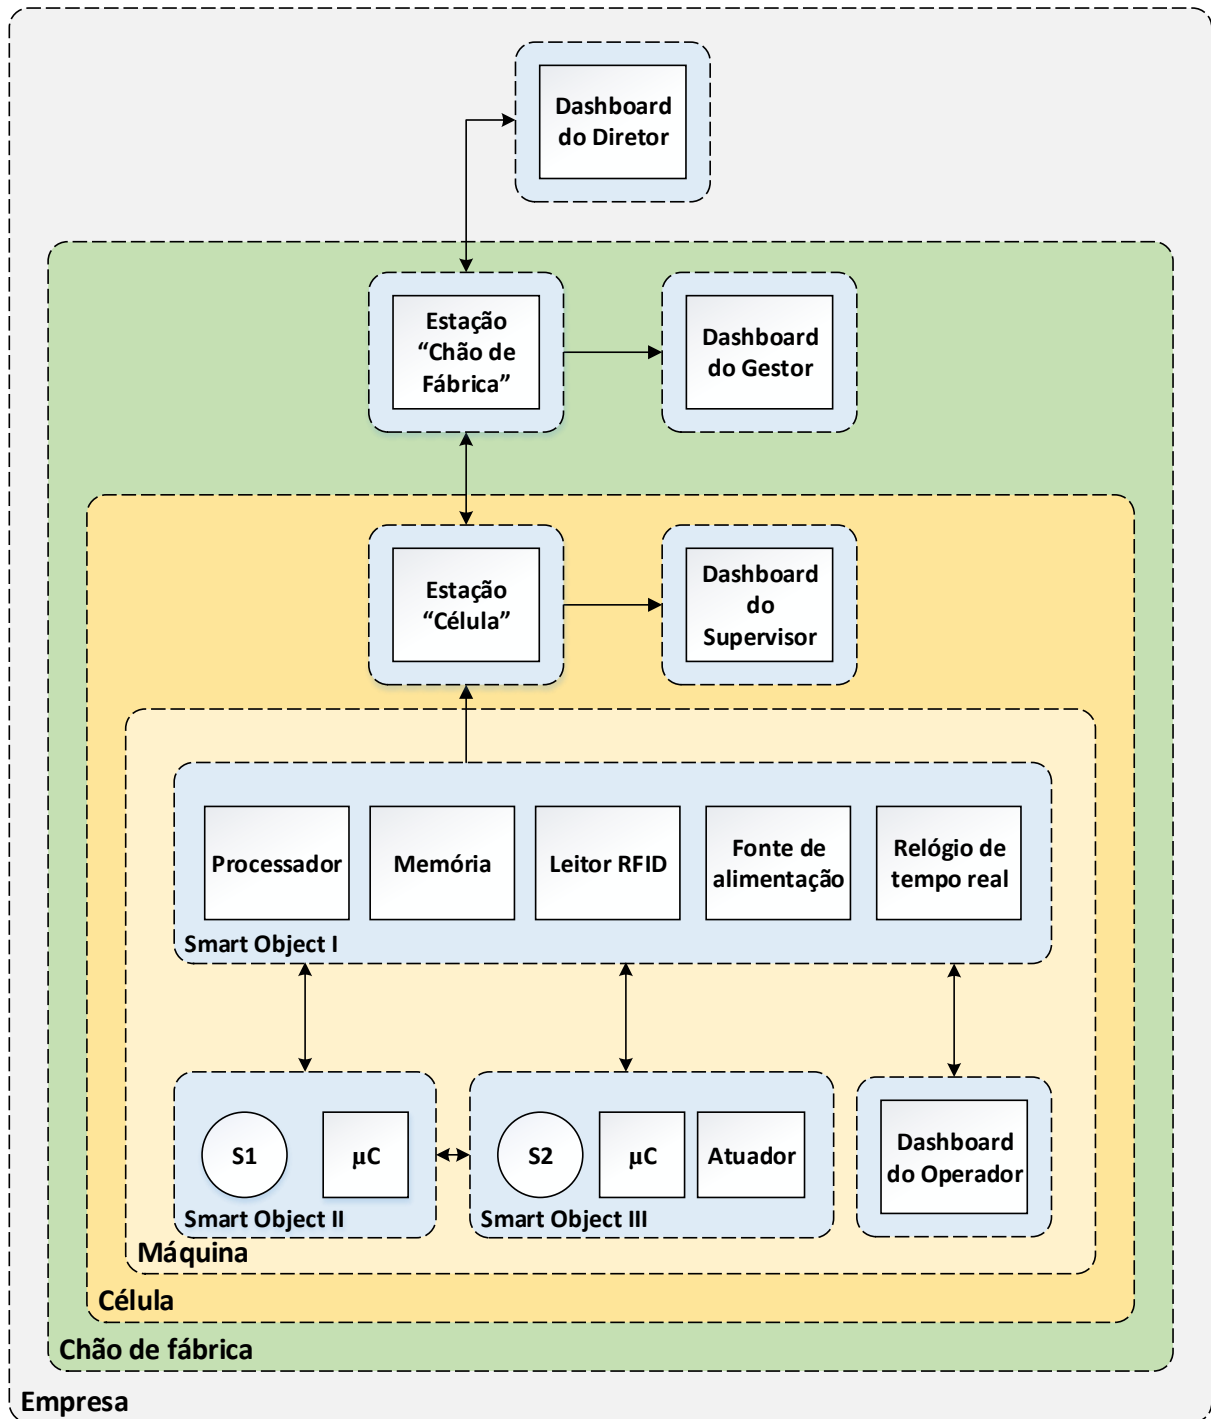 Dashboard
do Diretor
Estação
“Chão de
Fábrica”
Dashboard
do Gestor
Estação
“Célula”
Dashboard
do
Supervisor
Processador
Memória
Leitor RFID
Fonte de
alimentação
Relógio de
tempo real
Smart Object I
S1
µC
Smart Object II
S2
µC
Atuador
Smart Object III
Dashboard
do Operador
Máquina
Célula
Chão de fábrica
Empresa